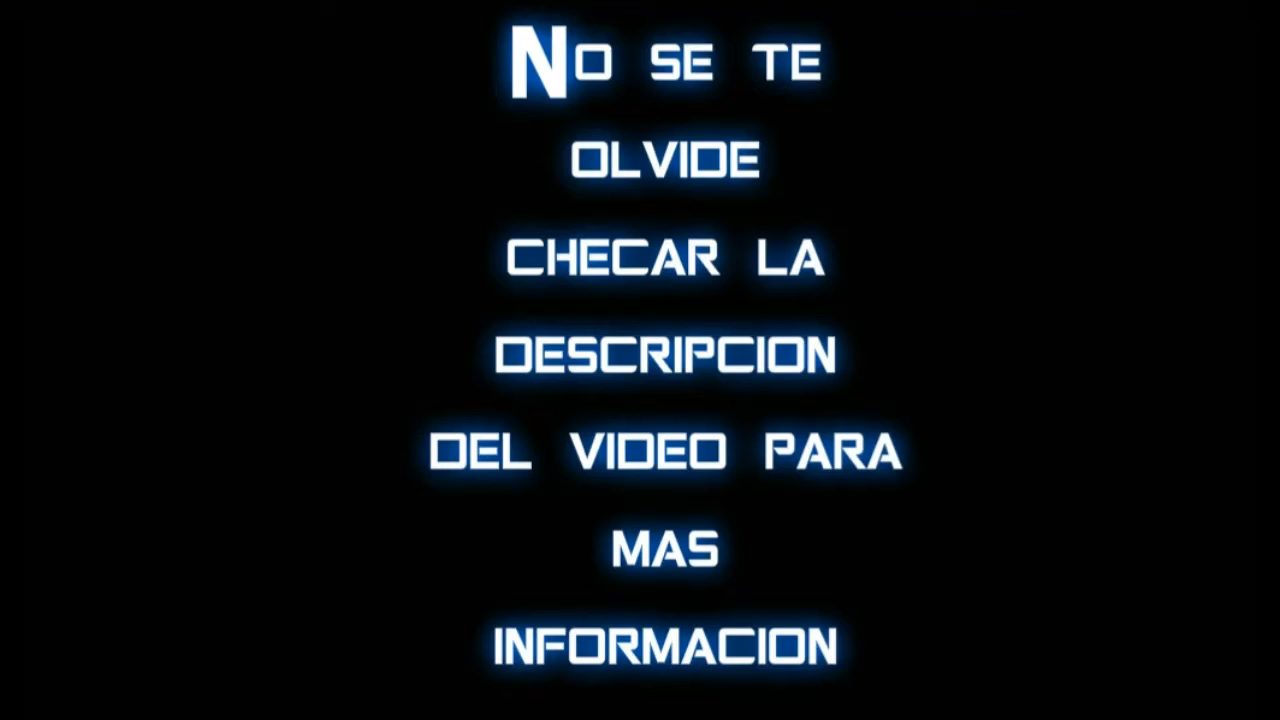 No SE TE
OLVIDE
CHECAR LA
DESCRIPCION
DEL VIDEO PARA
MAS
INFORMACION